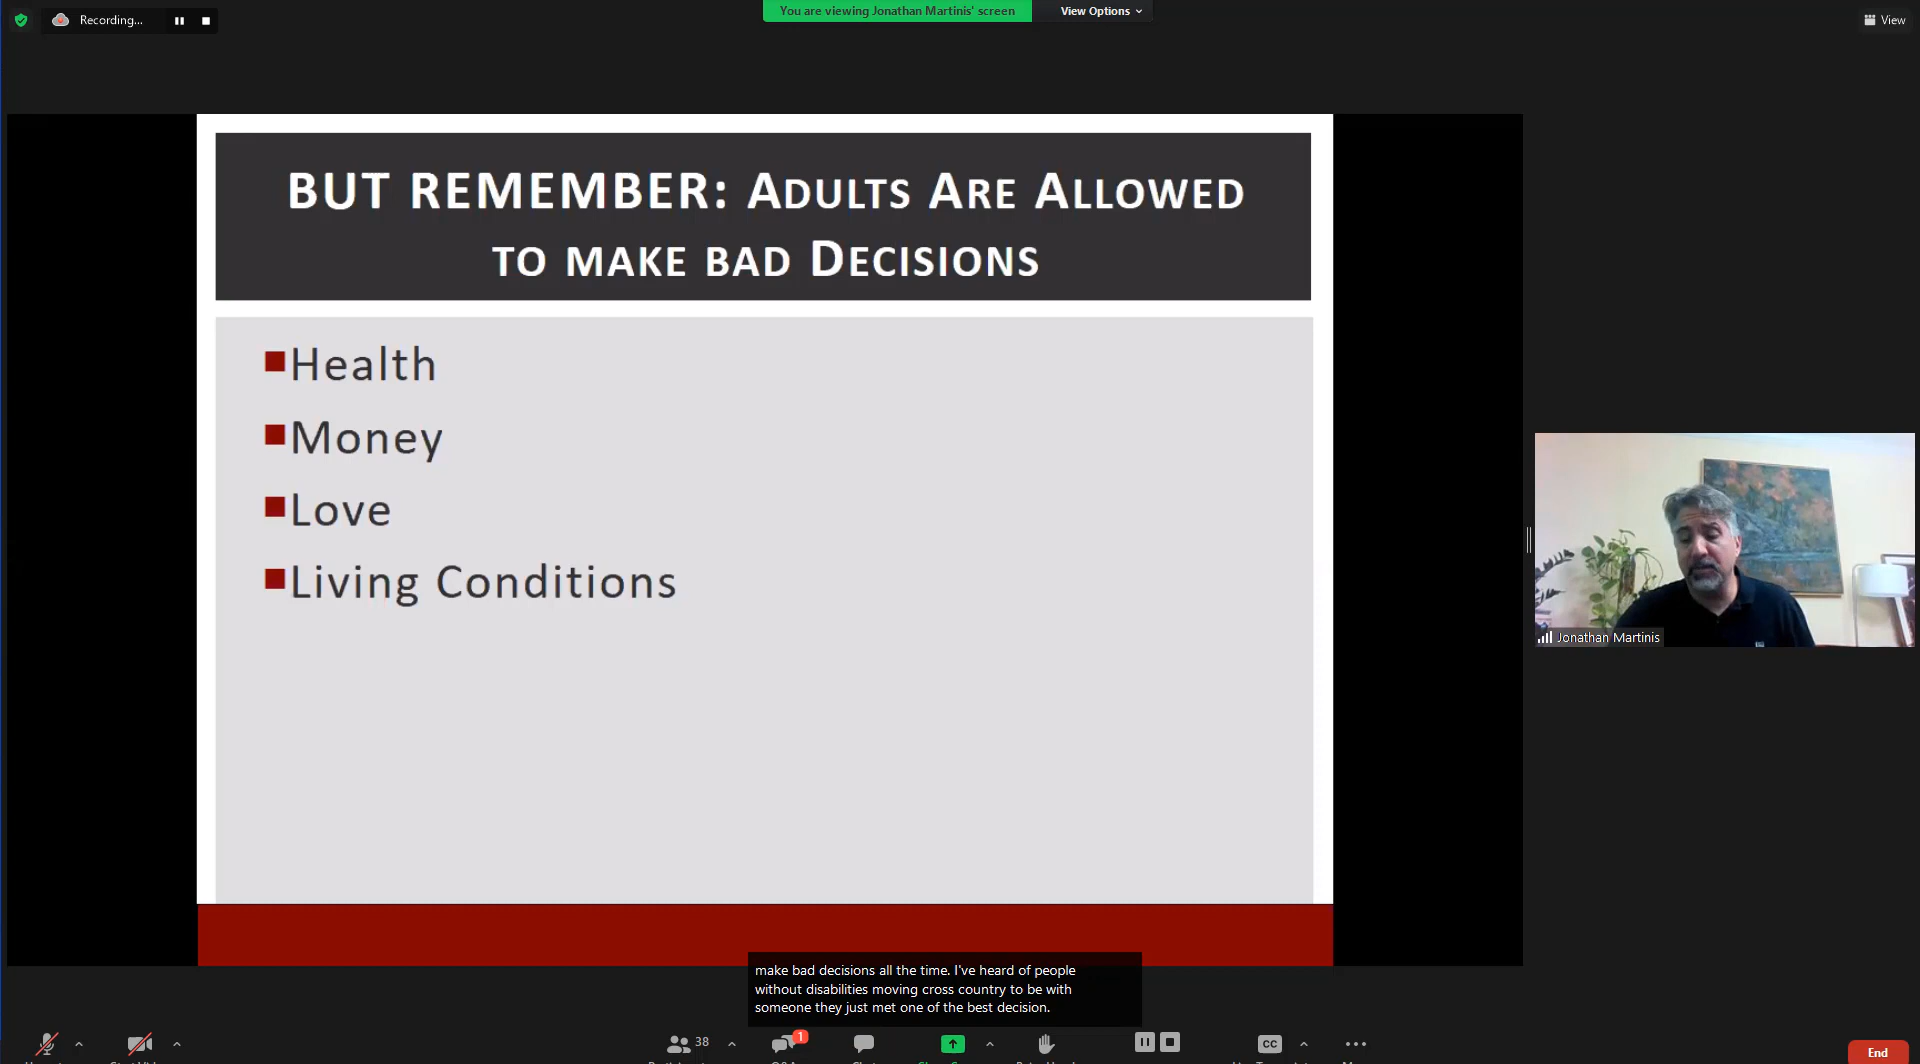 Recording...
You are viewing Jonathan Martinis' screen
View Options
View
BUT REMEMBER: ADULTS ARE ALLOWED
TO MAKE BAD DECISIONS
Health
Money
Love
Living Conditions
Jonathan Martinis
make bad decisions all the time. I've heard of people
without disabilities moving cross country to be with
someone they just met one of the best decision.
38
1
CC
End